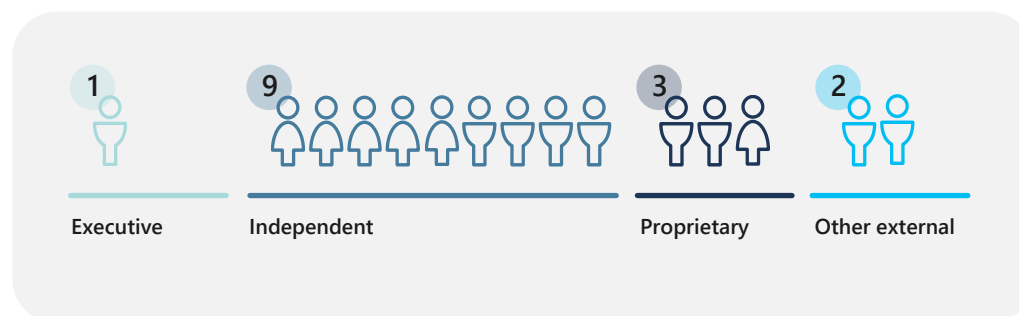 1
9
3
2
Executive
Independent
Proprietary
Other external